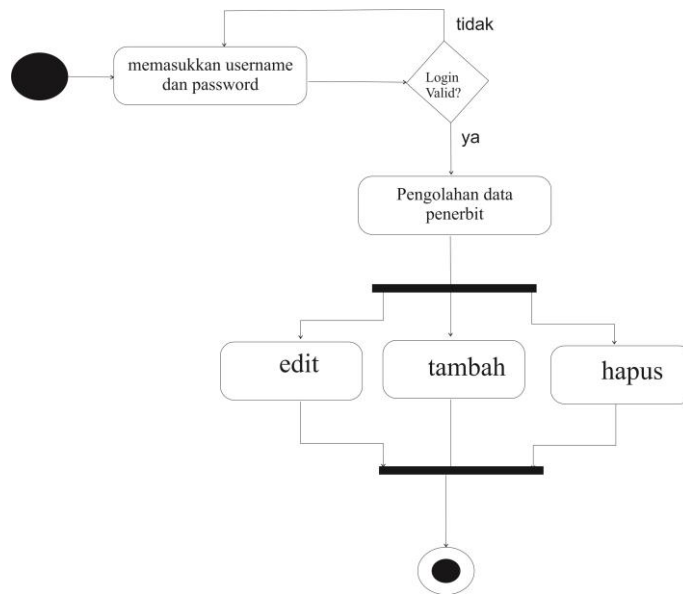 tidak
memasukkan username
dan password
Login
Valid?
ya
Pengolahan data
penerbit
edit
tambah
hapus